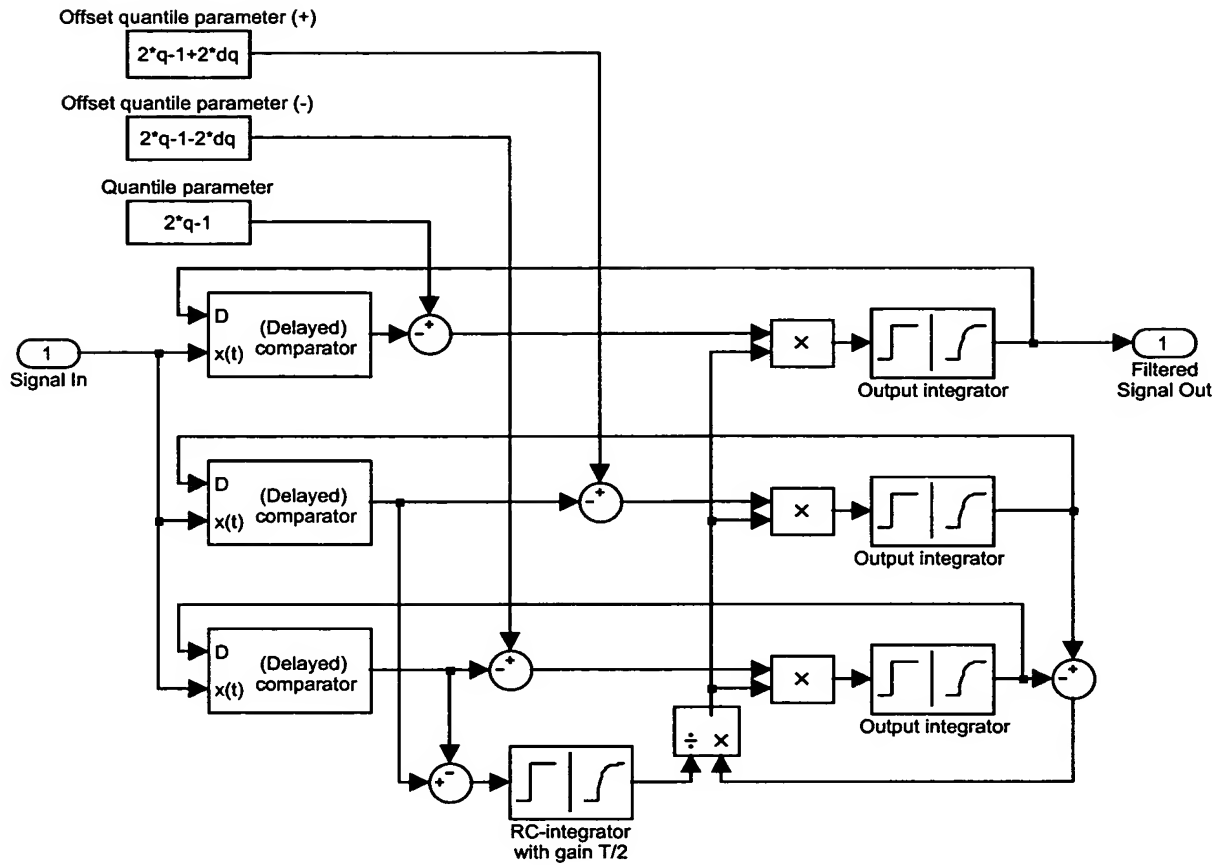 Offset quantile parameter (+)
2*q-1+2*dq
Offset quantile parameter (-)
2*q-1-2*dq
Quantile parameter
2*q-1
D
x(t)
(Delayed)
comparator
-
+
×
Output integrator
1
Signal In
1
Filtered
Signal Out
D
x(t)
(Delayed)
comparator
-
+
×
Output integrator
D
x(t)
(Delayed)
comparator
-
+
×
Output integrator
-
+
÷ ×
+
-
RC-integrator
with gain T/2